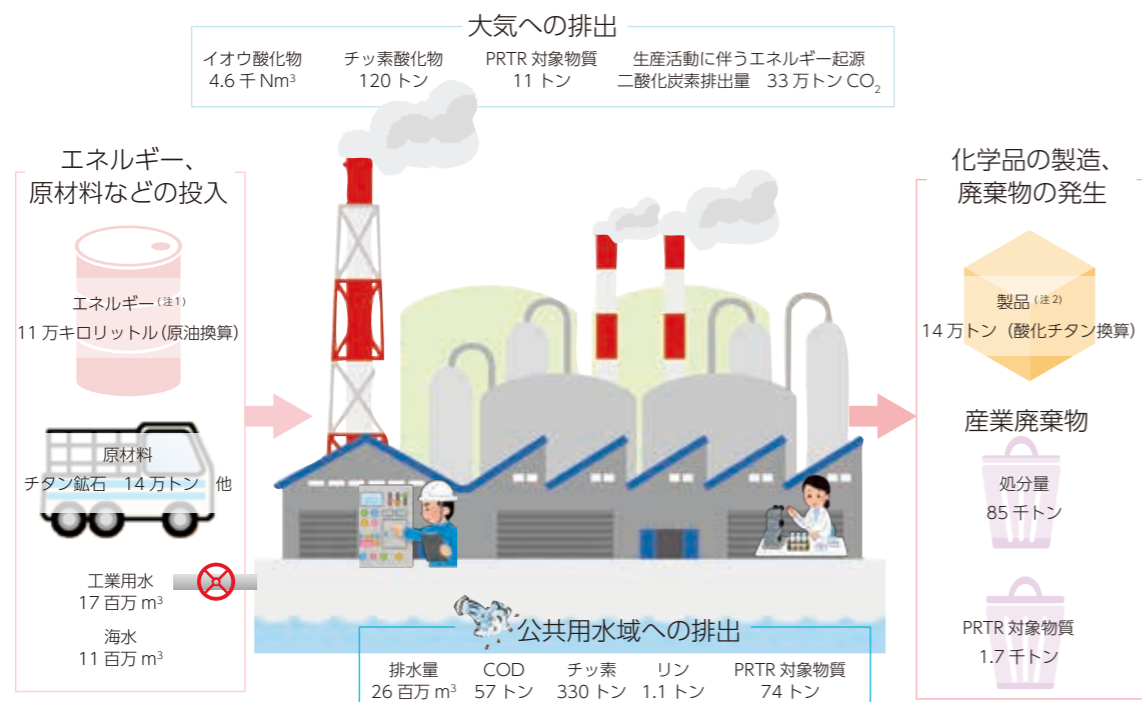 大気への排出
イオウ酸化物
4.6 千 Nm³
チッ素酸化物
120 トン
PRTR 対象物質
11 トン
生産活動に伴うエネルギー起源
二酸化炭素排出量 33 万トン CO₂
エネルギー、
原材料などの投入
エネルギー(注1)
11 万キロリットル(原油換算)
原材料
チタン鉱石 14 万トン 他
工業用水
17 百万 m³
海水
11 百万 m³
化学品の製造、
廃棄物の発生
製品(注2)
14 万トン(酸化チタン換算)
産業廃棄物
処分量
85 千トン
PRTR 対象物質
1.7 千トン
公共用水域への排出
排水量
26 百万 m³
COD
57 トン
チッ素
330 トン
リン
1.1 トン
PRTR 対象物質
74 トン